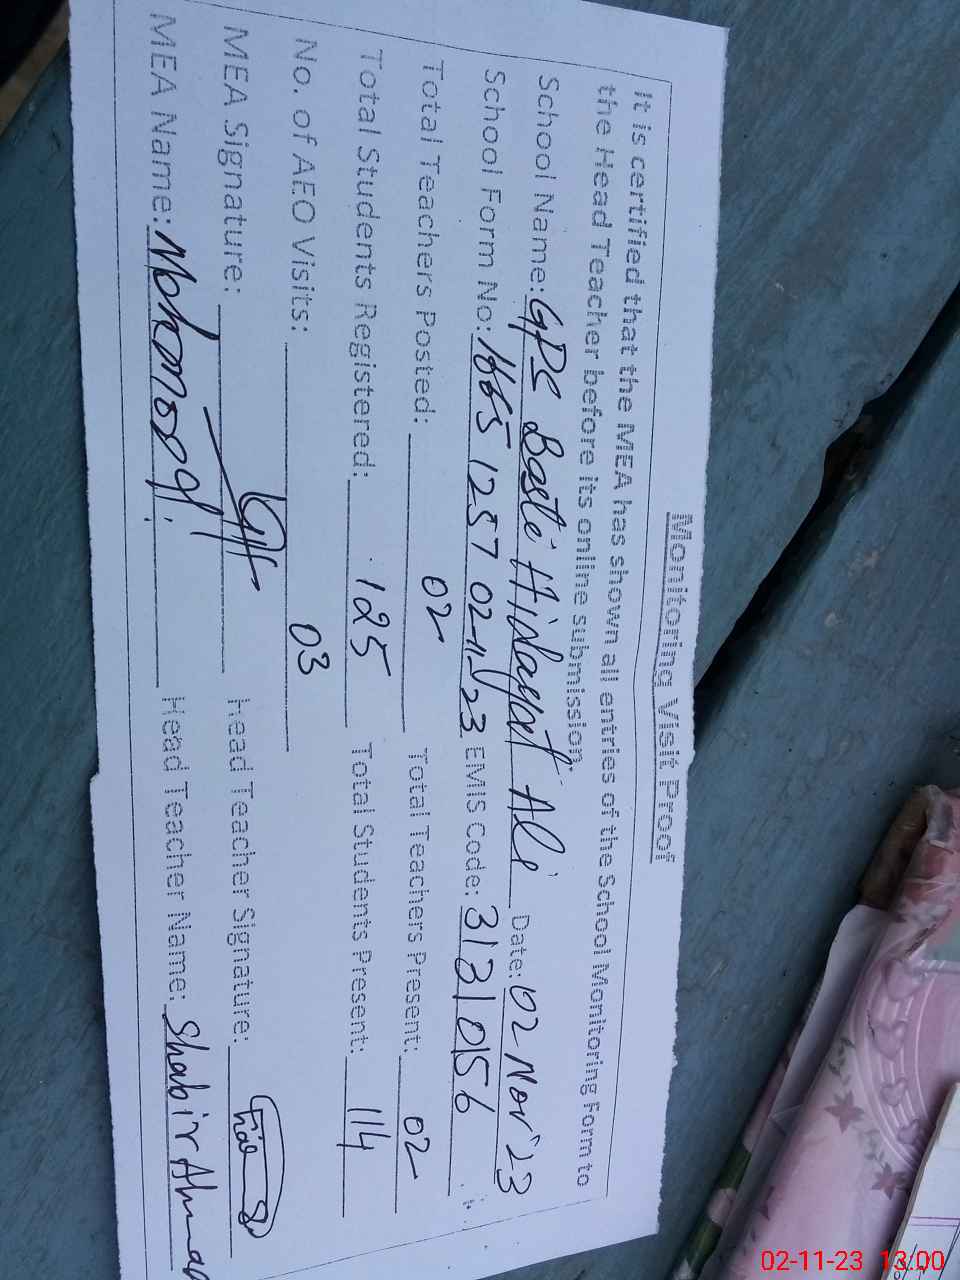 Monitoring Visit Proof
It is certified that the MEA has shown all entries of the School Monitoring Form to
the Head Teacher before its online submission.
School Name: GPS Basti Hidayat Ali Date: 02 Nov'23
School Form No: 1665 1257 02-11-23 EMIS Code: 31310156
Total Teachers Posted: 02 Total Teachers Present: 02
Total Students Registered: 125 Total Students Present: 114
No. of AEO Visits: 03
MEA Signature: Head Teacher Signature:
MEA Name: Head Teacher Name: Shabir Ahmad
02-11-23 13:00